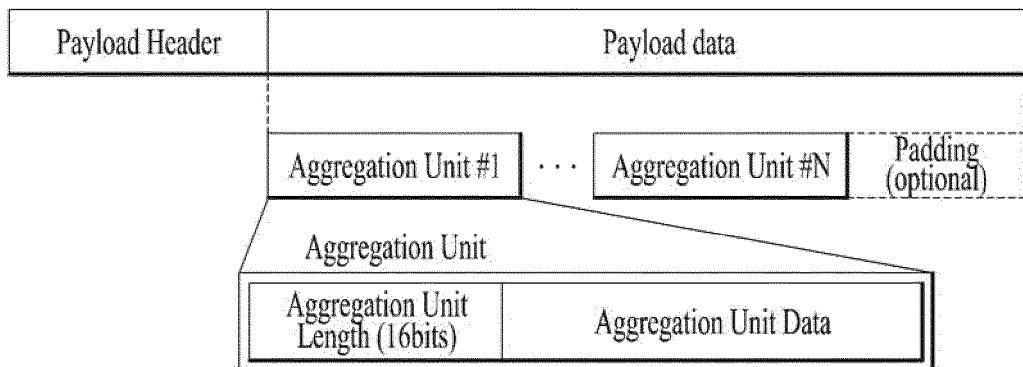 Payload Header
Payload data
Aggregation Unit #1
· · ·
Aggregation Unit #N
Padding
(optional)
Aggregation Unit
Aggregation Unit
Length (16bits)
Aggregation Unit Data